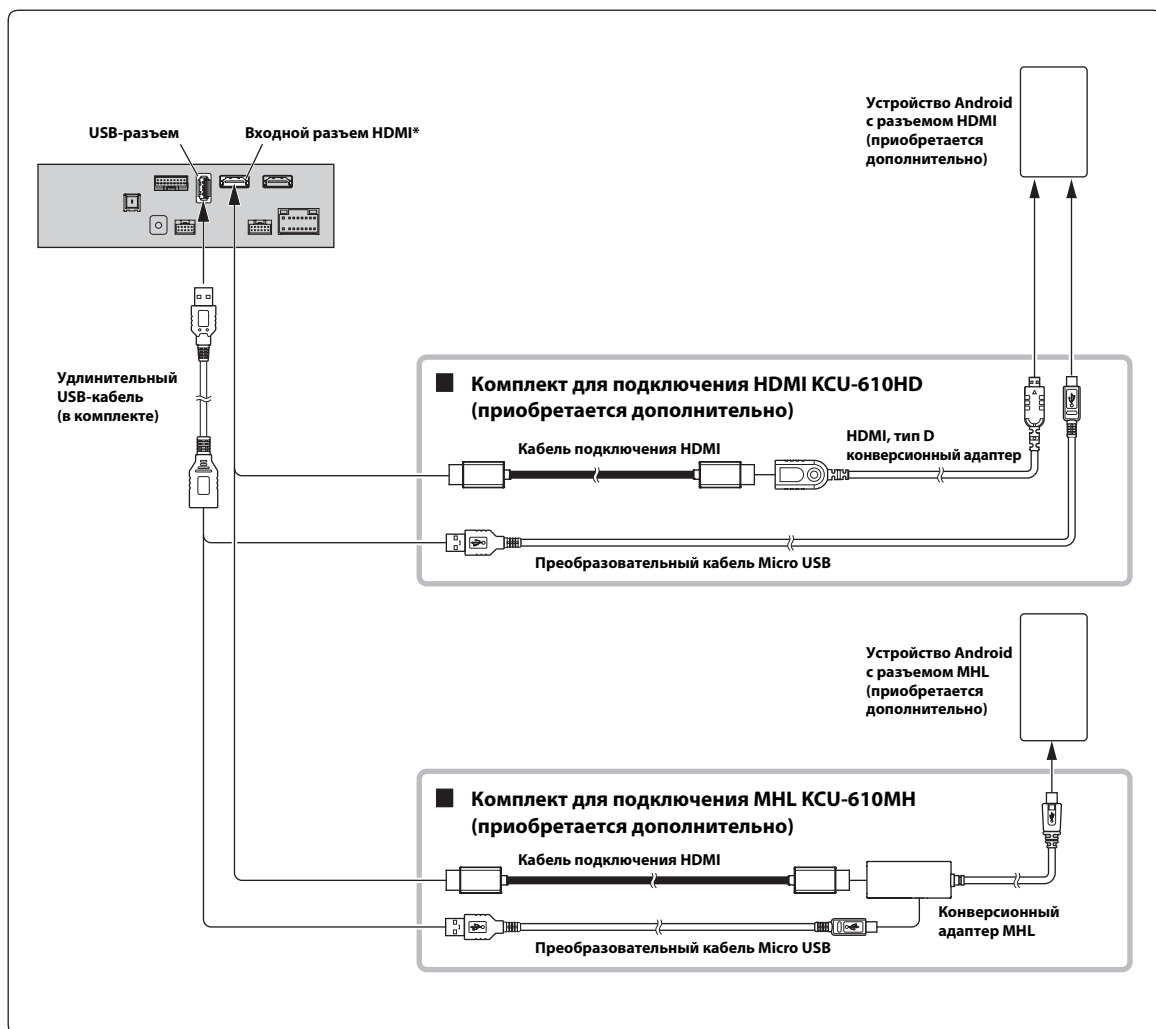 Устройство Android
с разъемом HDMI
(приобретается
дополнительно)
USB-разъем
Входной разъем HDMI*
Удлинительный
USB-кабель
(в комплекте)
Комплект для подключения HDMI KCU-610HD
(приобретается дополнительно)
Кабель подключения HDMI
HDMI, тип D
конверсионный адаптер
Преобразовательный кабель Micro USB
Устройство Android
с разъемом MHL
(приобретается
дополнительно)
Комплект для подключения MHL KCU-610MH
(приобретается дополнительно)
Кабель подключения HDMI
Конверсионный
адаптер MHL
Преобразовательный кабель Micro USB